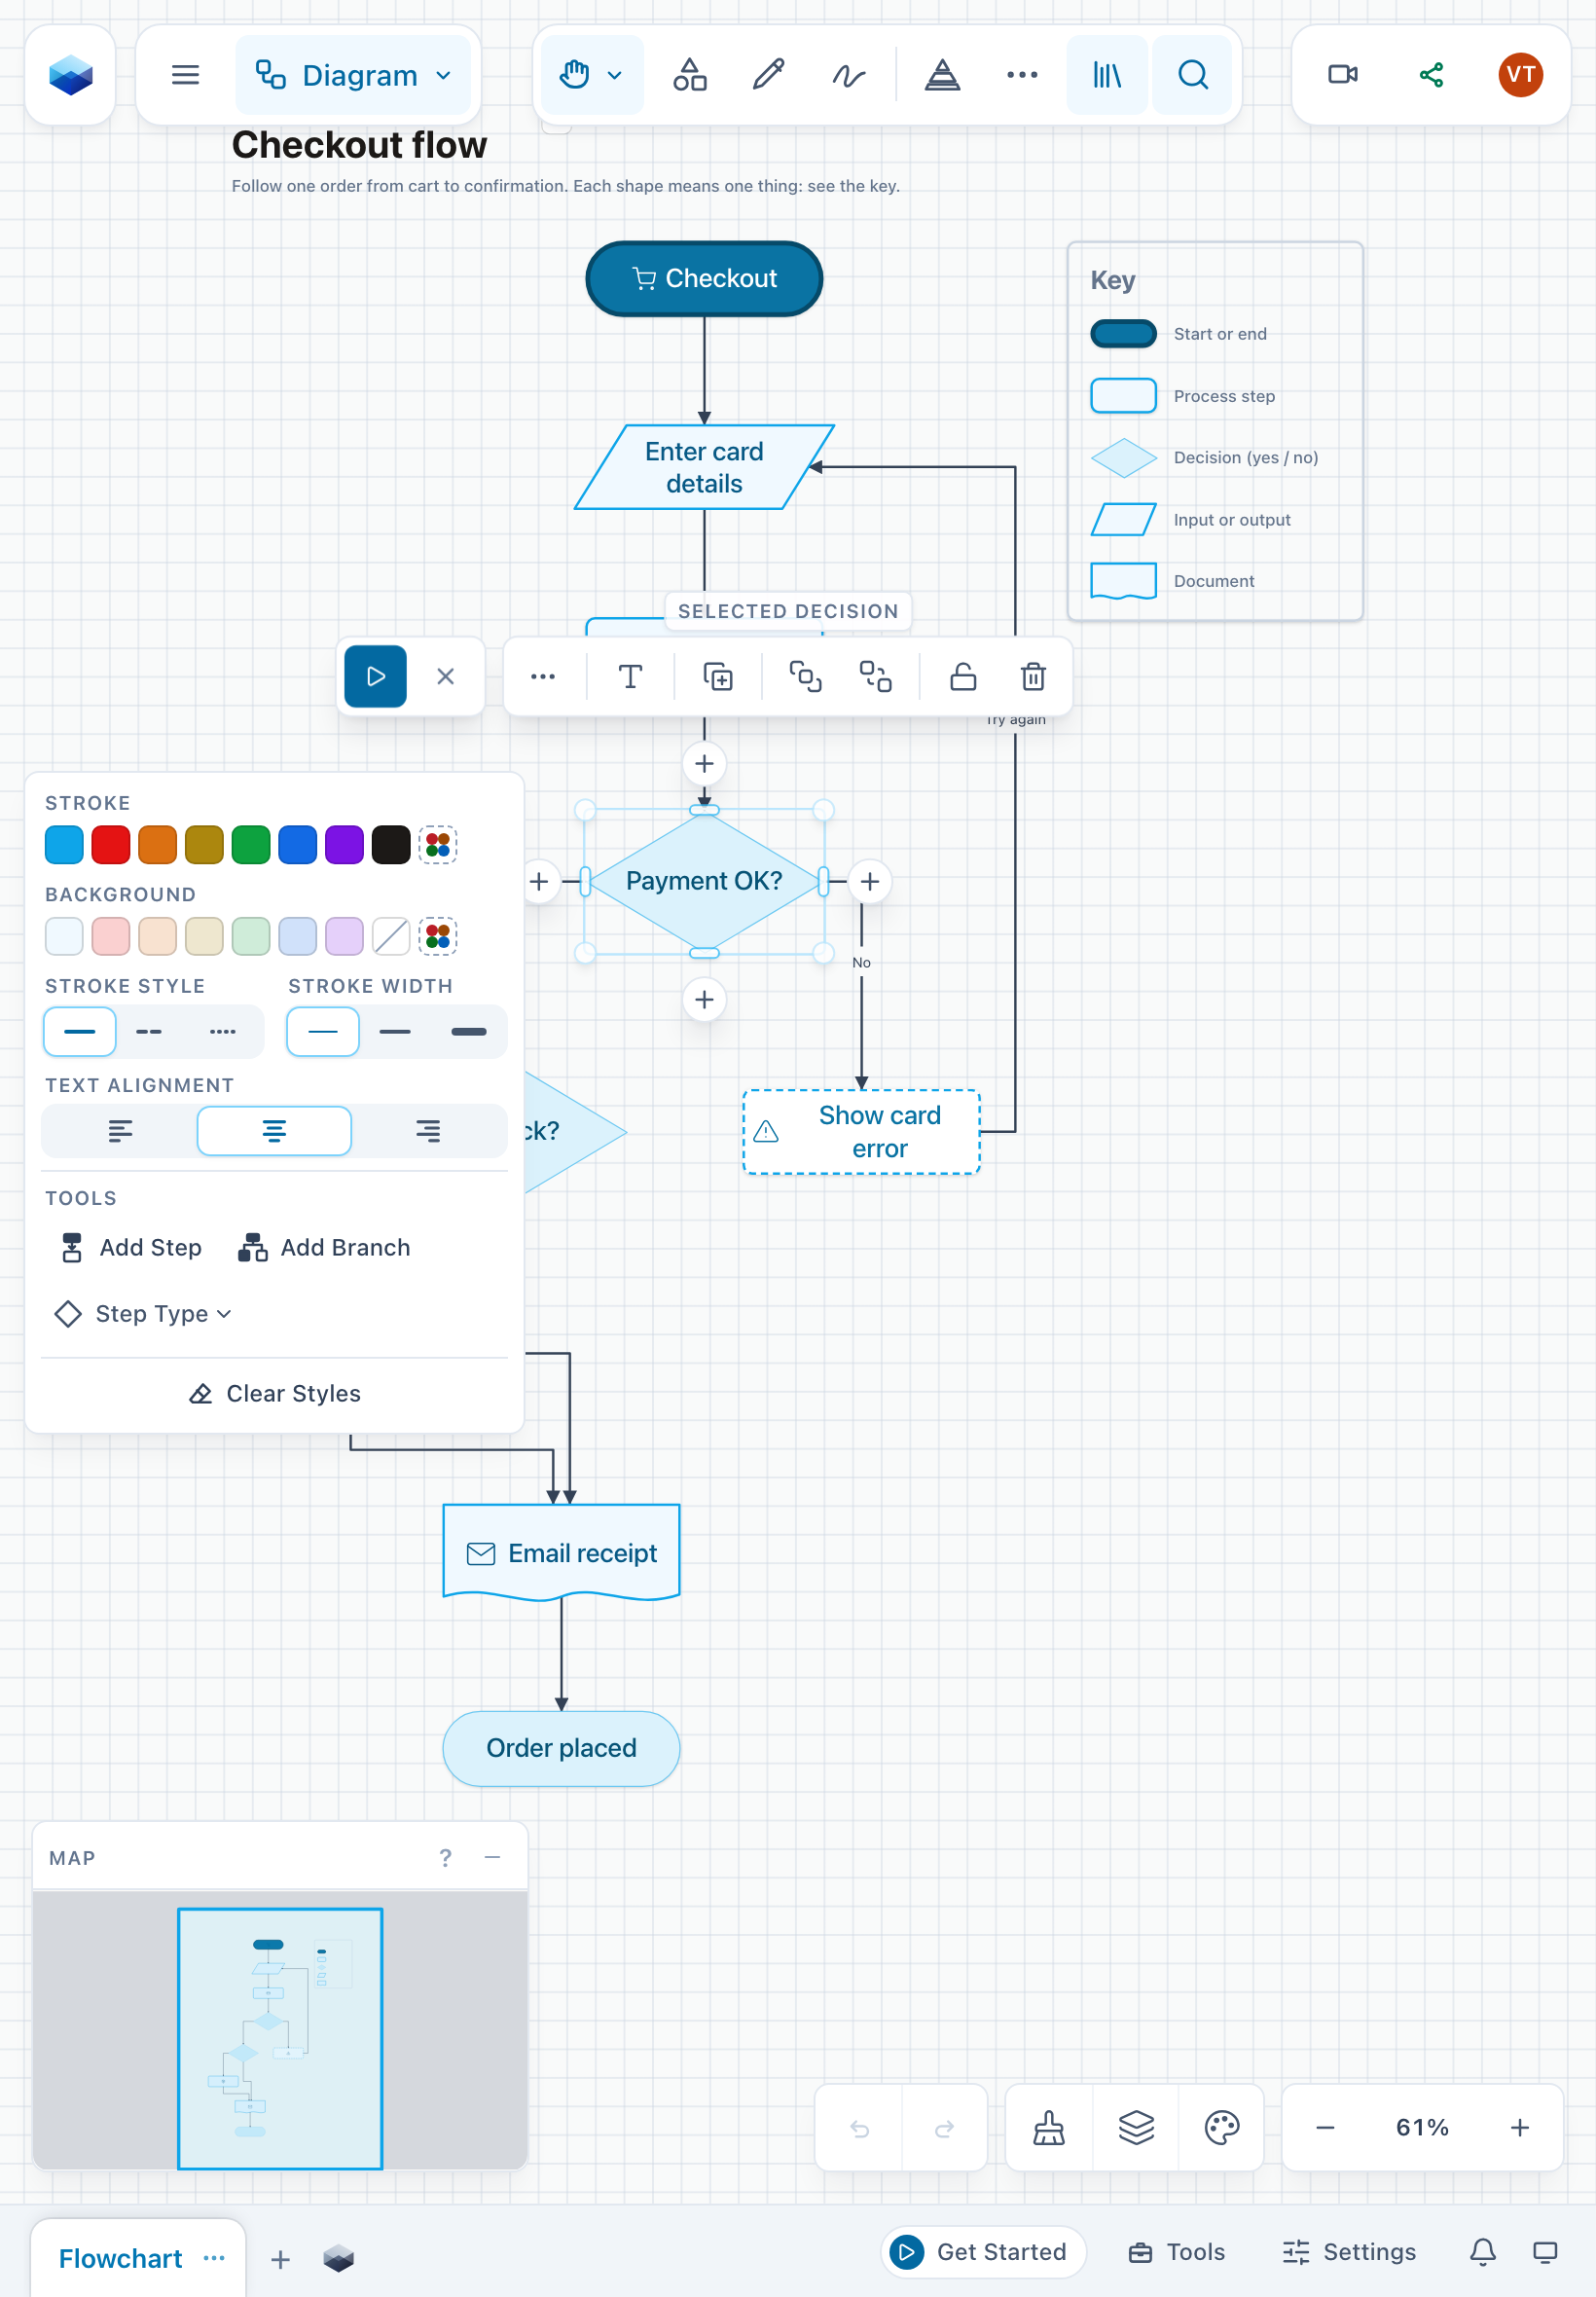 Diagram
VT
Checkout flow
Follow one order from cart to confirmation. Each shape means one thing: see the key.
Checkout
Key
Start or end
Process step
Decision (yes / no)
Input or output
Document
Enter card
details
SELECTED DECISION
Try again
STROKE
BACKGROUND
STROKE STYLE
STROKE WIDTH
TEXT ALIGNMENT
TOOLS
Add Step
Add Branch
Step Type
Clear Styles
Payment OK?
No
ck?
Show card
error
Email receipt
Order placed
MAP
?
61%
Flowchart
Get Started
Tools
Settings